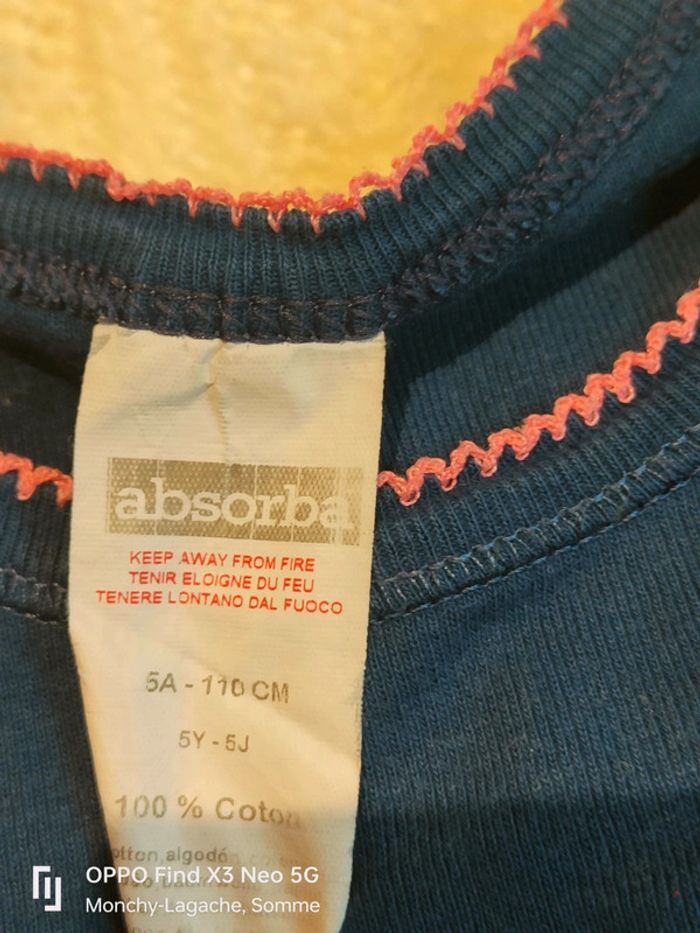 absorba
KEEP AWAY FROM FIRE
TENIR ELOIGNE DU FEU
TENERE LONTANO DAL FUOCO
5A - 110 CM
5Y - 5J
100 % Coton
algodó
OPPO Find X3 Neo 5G
Monchy-Lagache, Somme